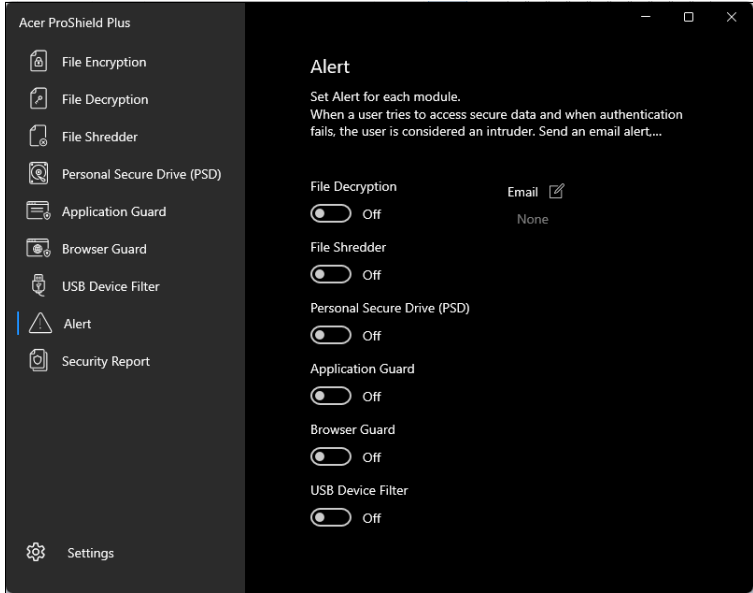 Acer ProShield Plus
File Encryption
File Decryption
File Shredder
Personal Secure Drive (PSD)
Application Guard
Browser Guard
USB Device Filter
Alert
Security Report
Settings
Alert
Set Alert for each module.
When a user tries to access secure data and when authentication
fails, the user is considered an intruder. Send an email alert,...
File Decryption
Off
Email
None
File Shredder
Off
Personal Secure Drive (PSD)
Off
Application Guard
Off
Browser Guard
Off
USB Device Filter
Off